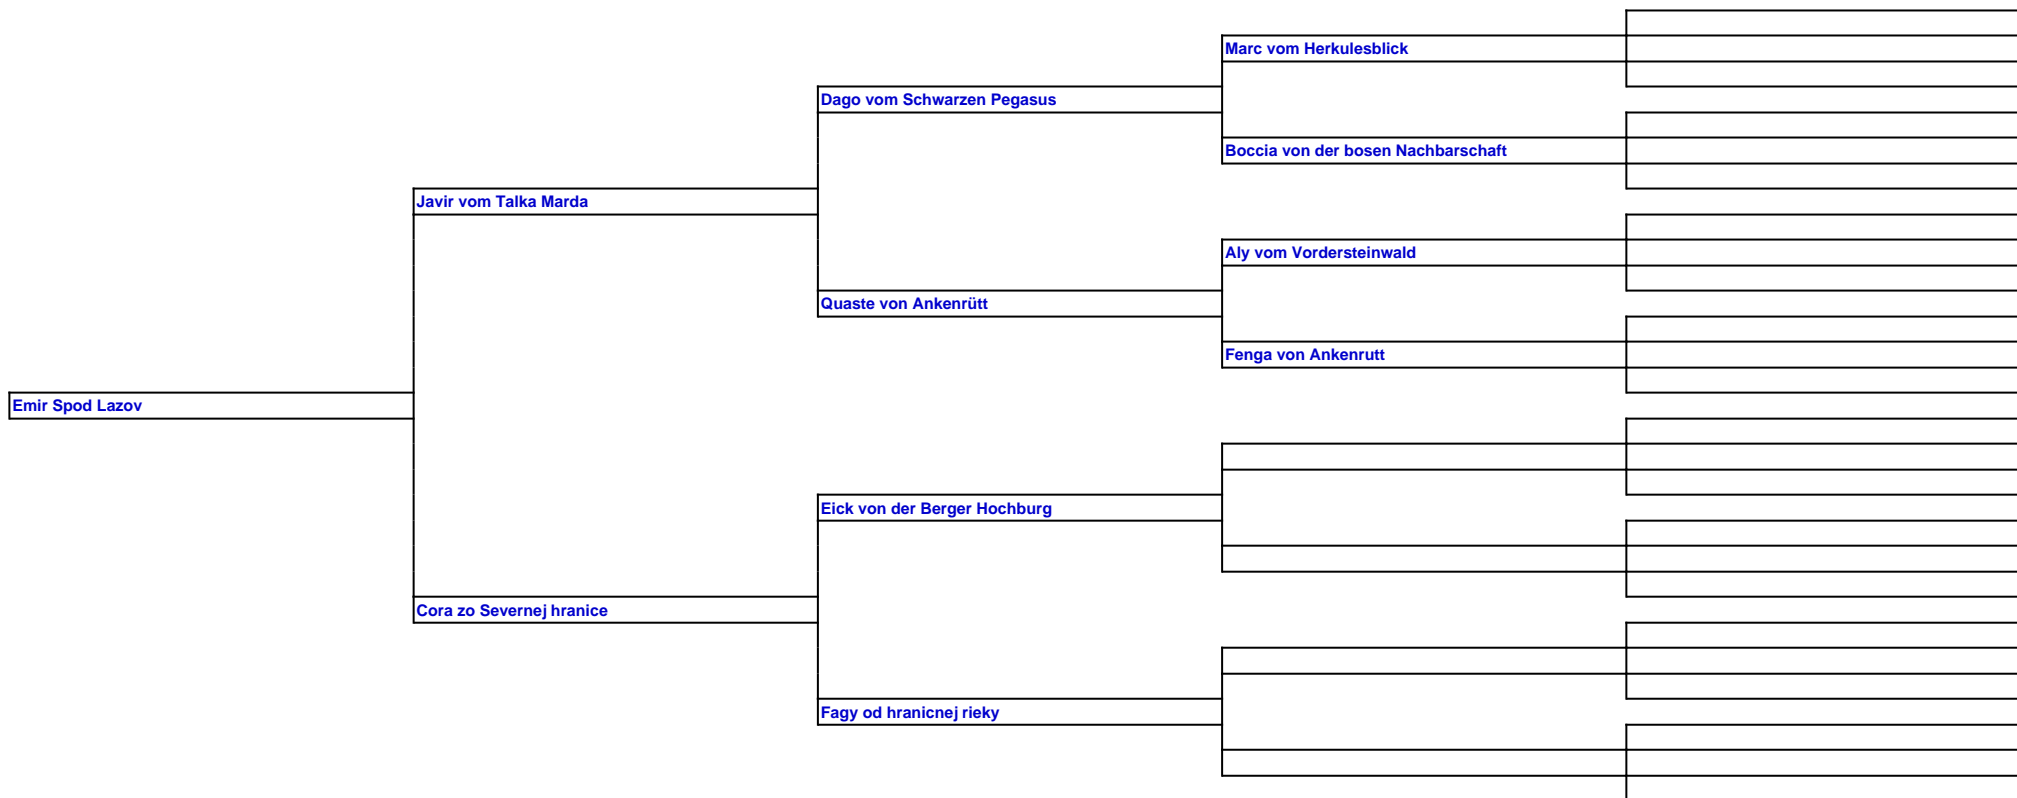 Marc vom Herkulesblick
Dago vom Schwarzen Pegasus
Boccia von der bosen Nachbarschaft
Javir vom Talka Marda
Aly vom Vordersteinwald
Quaste von Ankenrütt
Fenga von Ankenrutt
Emir Spod Lazov
Eick von der Berger Hochburg
Cora zo Severnej hranice
Fagy od hranicnej rieky